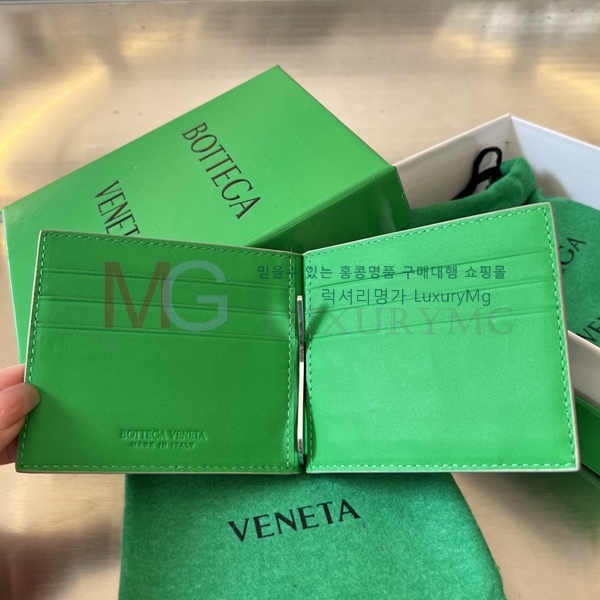 BOTTEGA
VENETA
MG
믿을수 있는 홍콩명품 구매대행 쇼핑몰
럭셔리명가 LuxuryMg
LUXURYMG
BOTTEGA VENETA
MADE IN ITALY
VENETA